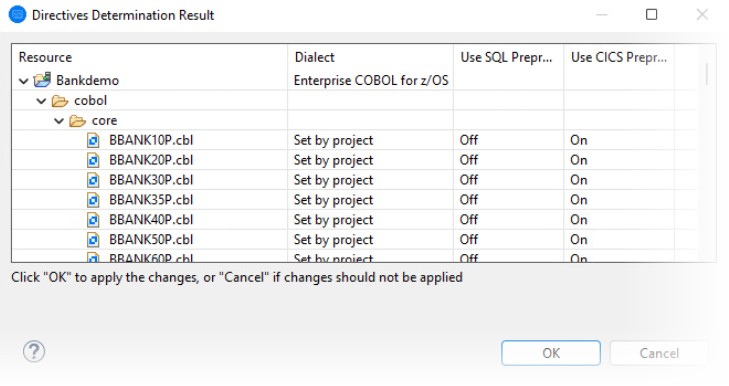 Directives Determination Result
Resource Dialect Use SQL Prepr... Use CICS Prepr...
Bankdemo Enterprise COBOL for z/OS
cobol
core
BBANK10P.cbl Set by project Off On
BBANK20P.cbl Set by project Off On
BBANK30P.cbl Set by project Off On
BBANK35P.cbl Set by project Off On
BBANK40P.cbl Set by project Off On
BBANK50P.cbl Set by project Off On
BBANK60P.cbl Set by project Off On
Click "OK" to apply the changes, or "Cancel" if changes should not be applied
? OK Cancel